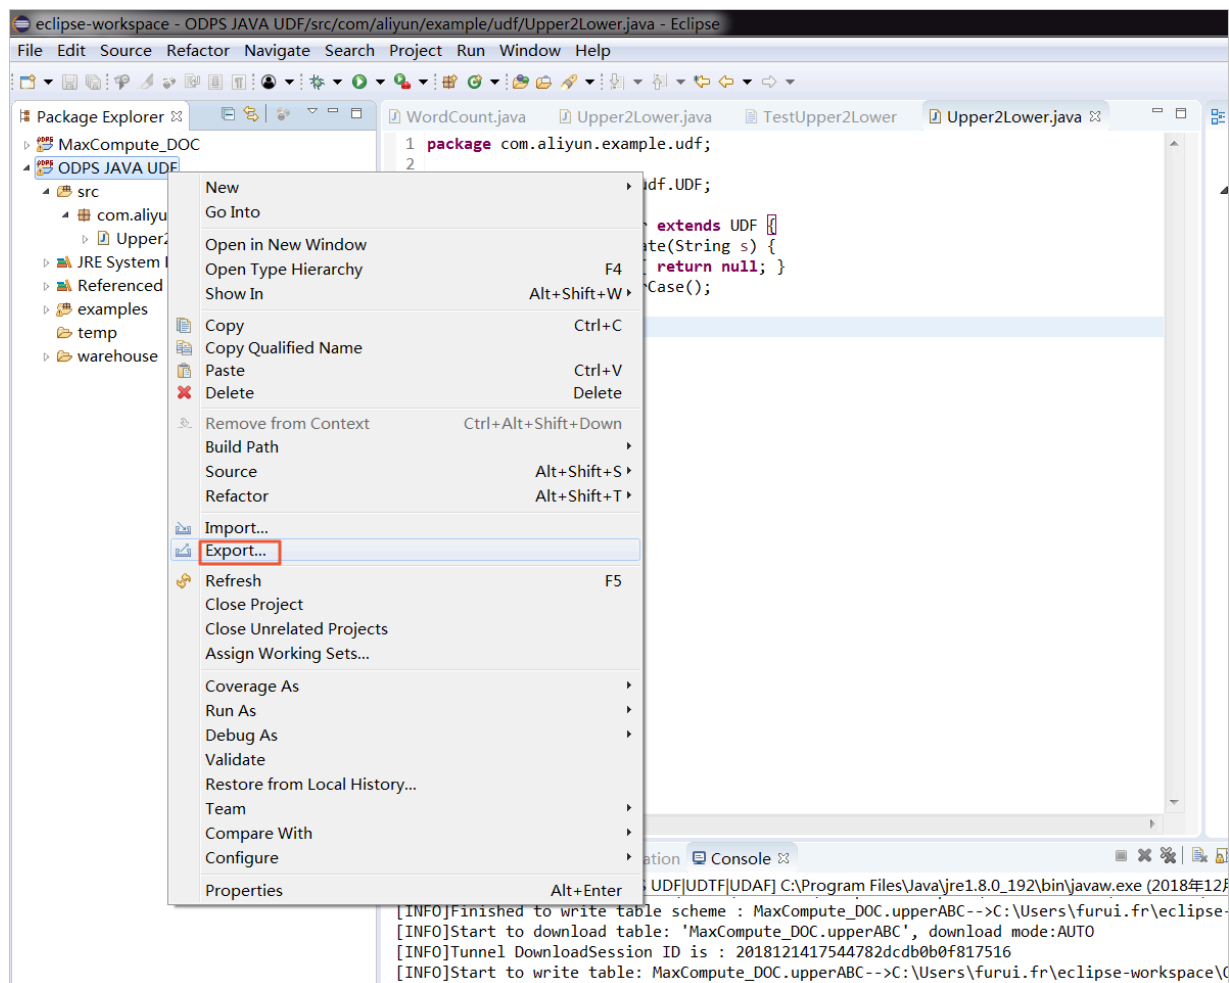 eclipse-workspace - ODPS JAVA UDF/src/com/aliyun/example/udf/Upper2Lower.java - Eclipse
File Edit Source Refactor Navigate Search Project Run Window Help
Package Explorer
MaxCompute_DOC
ODPS JAVA UDF
src
com.aliyu
Upper2
JRE System
Referenced
examples
temp
warehouse
WordCount.java Upper2Lower.java TestUpper2Lower Upper2Lower.java
1 package com.aliyun.example.udf;
2
udf.UDF;
extends UDF {
ate(String s) {
{ return null; }
rCase();
New
Go Into
Open in New Window
Open Type Hierarchy F4
Show In Alt+Shift+W
Copy Ctrl+C
Copy Qualified Name
Paste Ctrl+V
Delete Delete
Remove from Context Ctrl+Alt+Shift+Down
Build Path
Source Alt+Shift+S
Refactor Alt+Shift+T
Import...
Export...
Refresh F5
Close Project
Close Unrelated Projects
Assign Working Sets...
Coverage As
Run As
Debug As
Validate
Restore from Local History...
Team
Compare With
Configure
Properties Alt+Enter
ation Console
UDF|UDTF|UDAF] C:\Program Files\Java\jre1.8.0_192\bin\javaw.exe (2018年12月
[INFO]Finished to write table scheme : MaxCompute_DOC.upperABC-->C:\Users\furui.fr\eclipse-
[INFO]Start to download table: 'MaxCompute_DOC.upperABC', download mode:AUTO
[INFO]Tunnel DownloadSession ID is : 2018121417544782dcdb0b0f817516
[INFO]Start to write table: MaxCompute_DOC.upperABC-->C:\Users\furui.fr\eclipse-workspace\